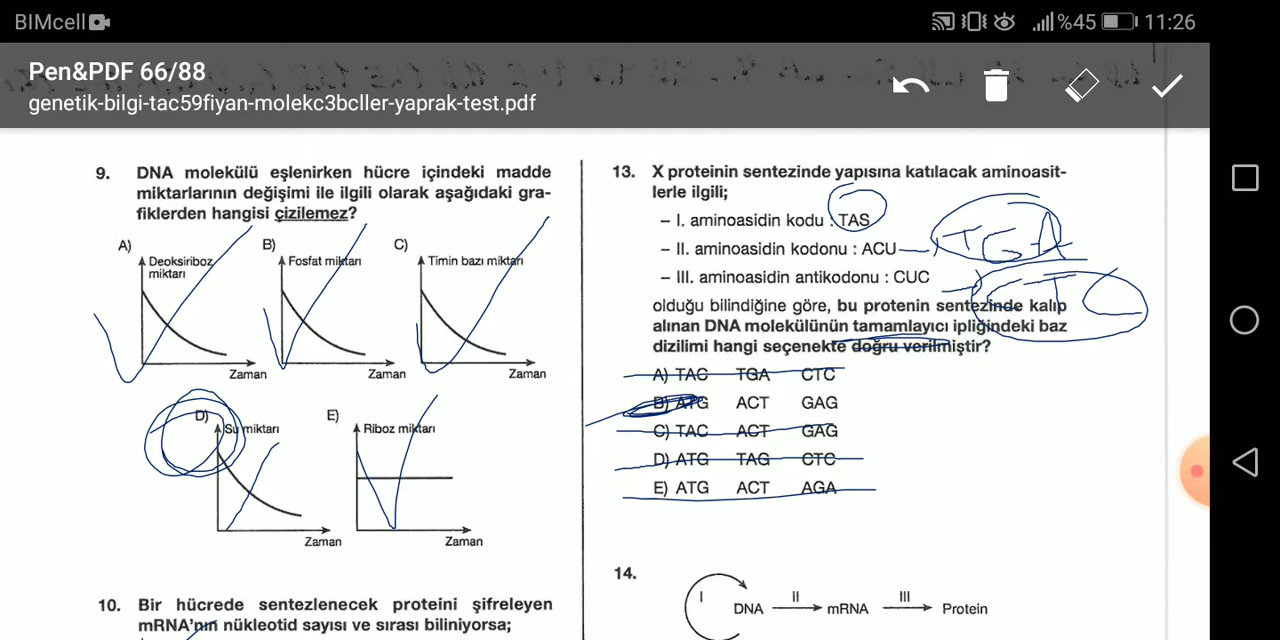 BIMcell
%45 11:26
Pen&PDF 66/88
genetik-bilgi-tac59fiyan-molekc3bcller-yaprak-test.pdf
9. DNA molekülü eşlenirken hücre içindeki madde
miktarlarının değişimi ile ilgili olarak aşağıdaki gra-
fiklerden hangisi çizilemez?
A) B) C)
Deoksiriboz
miktarı
Fosfat miktarı
Timin bazı miktarı
Zaman Zaman Zaman
D) E)
Su miktarı
Riboz miktarı
Zaman Zaman
10. Bir hücrede sentezlenecek proteini şifreleyen
mRNA'nın nükleotid sayısı ve sırası biliniyorsa;
13. X proteinin sentezinde yapısına katılacak aminoasit-
lerle ilgili;
– I. aminoasidin kodu : TAS
– II. aminoasidin kodonu : ACU
TGA
– III. aminoasidin antikodonu : CUC
CTC
olduğu bilindiğine göre, bu protenin sentezinde kalıp
alınan DNA molekülünün tamamlayıcı ipliğindeki baz
dizilimi hangi seçenekte doğru verilmiştir?
A) TAC TGA CTC
B) ATG ACT GAG
C) TAC ACT GAG
D) ATG TAG CTC
E) ATG ACT AGA
14.
I DNA II mRNA III Protein